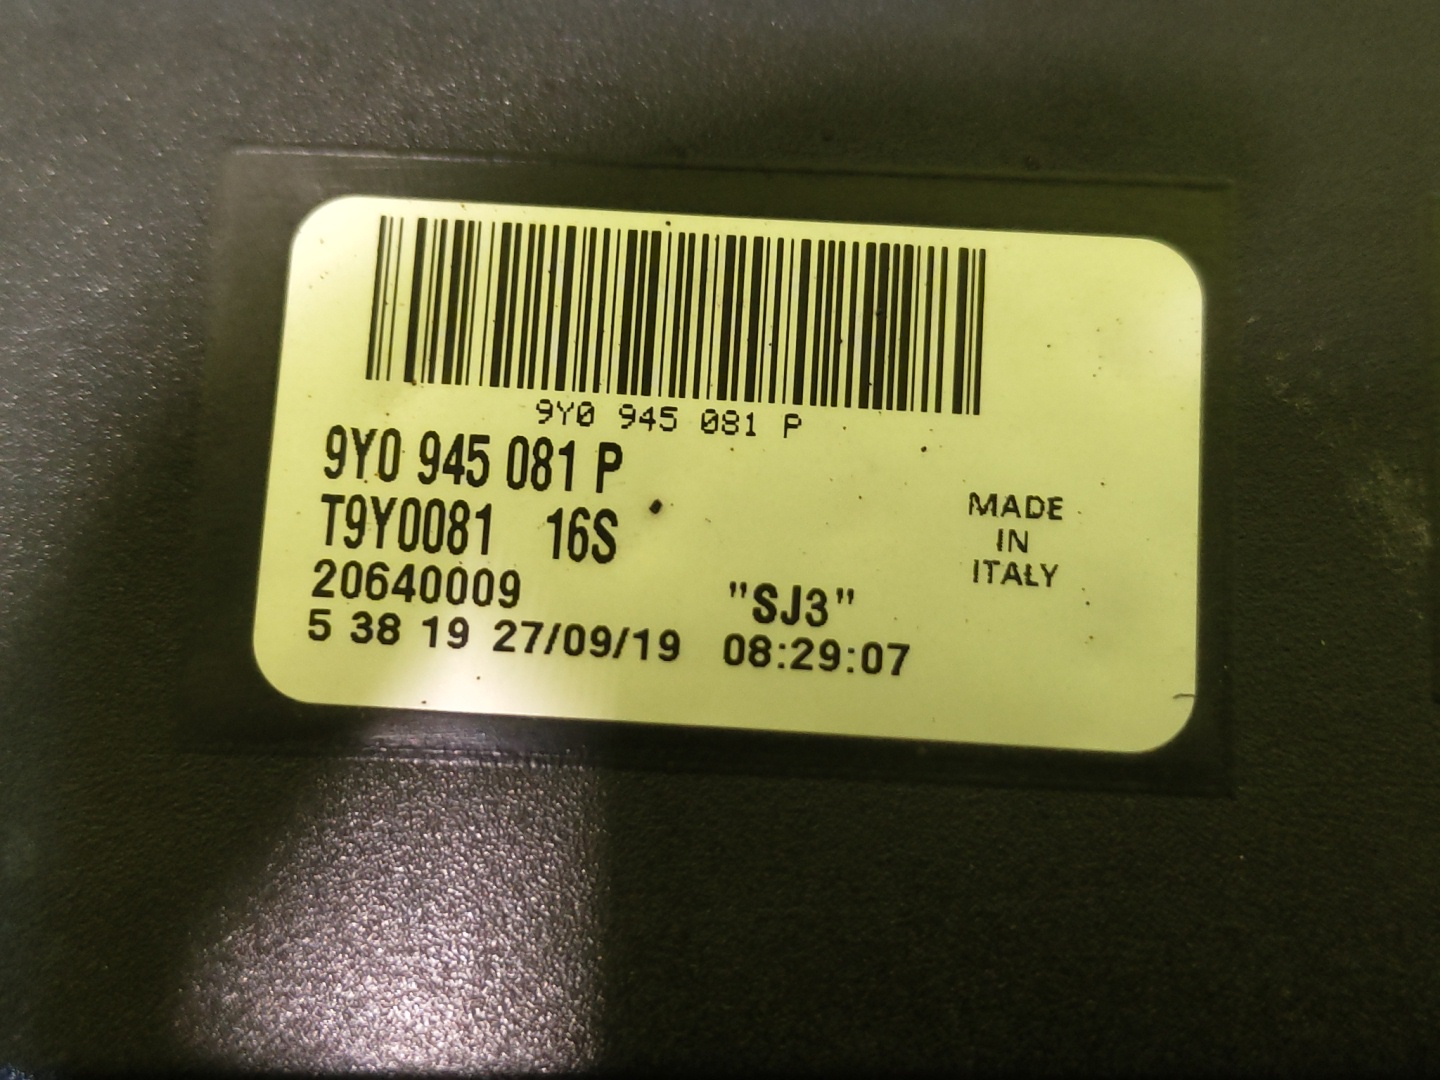 9Y0 945 081 P
9Y0 945 081 P
T9Y0081 16S
20640009 "SJ3"
5 38 19 27/09/19 08:29:07
MADE
IN
ITALY